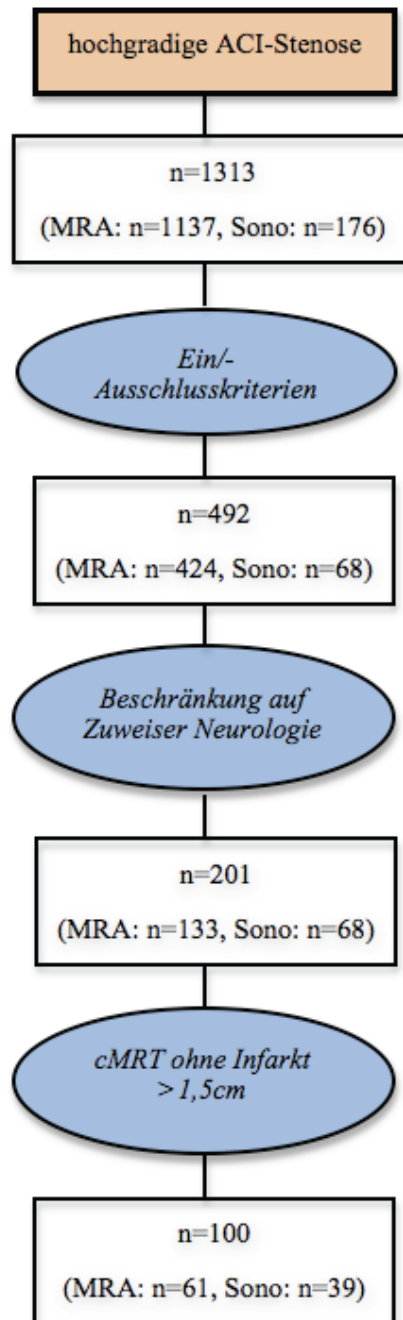 hochgradige ACI-Stenose
n=1313
(MRA: n=1137, Sono: n=176)
Ein/-
Ausschlusskriterien
n=492
(MRA: n=424, Sono: n=68)
Beschränkung auf
Zuweiser Neurologie
n=201
(MRA: n=133, Sono: n=68)
cMRT ohne Infarkt
>1,5cm
n=100
(MRA: n=61, Sono: n=39)